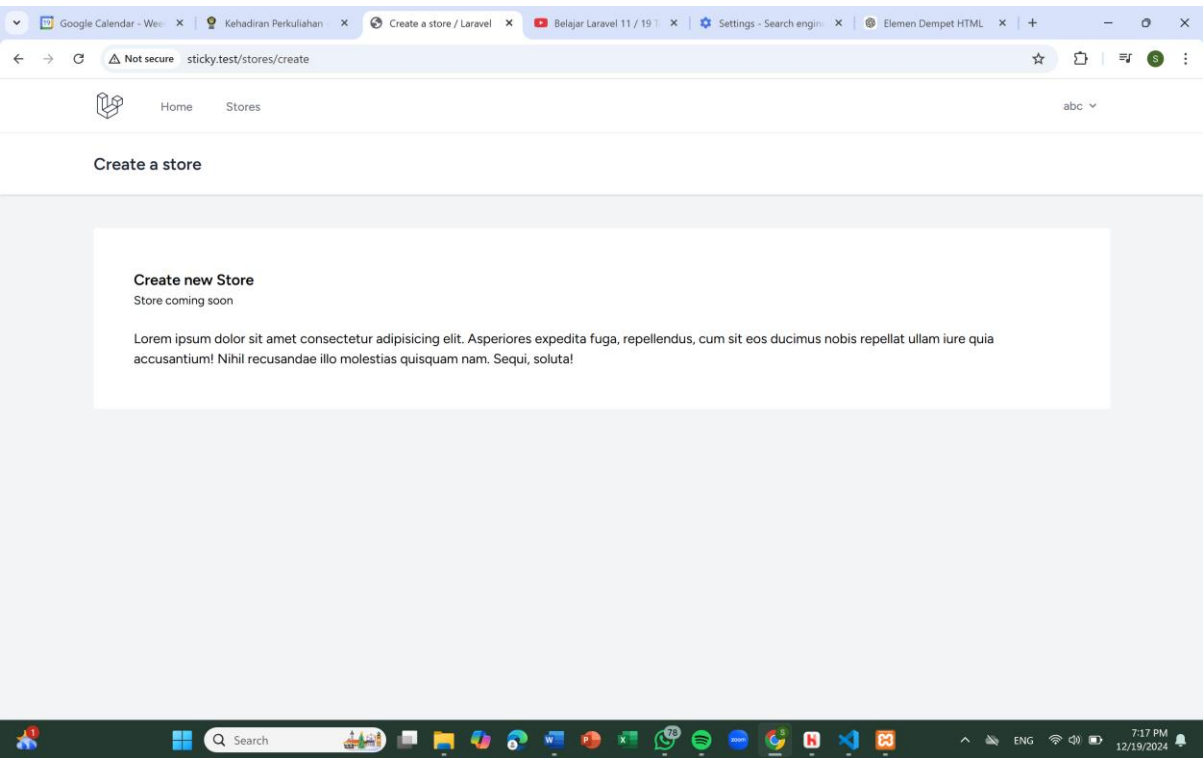 Google Calendar - Wee
Kehadiran Perkuliahan
Create a store / Laravel
Belajar Laravel 11 / 19
Settings - Search engin
Elemen Dempet HTML
Not secure
sticky.test/stores/create
S
Home
Stores
abc
Create a store
Create new Store
Store coming soon
Lorem ipsum dolor sit amet consectetur adipisicing elit. Asperiores expedita fuga, repellendus, cum sit eos ducimus nobis repellat ullam iure quia
accusantium! Nihil recusandae illo molestias quisquam nam. Sequi, soluta!
1
Search
78
zoom
ENG
7:17 PM
12/19/2024